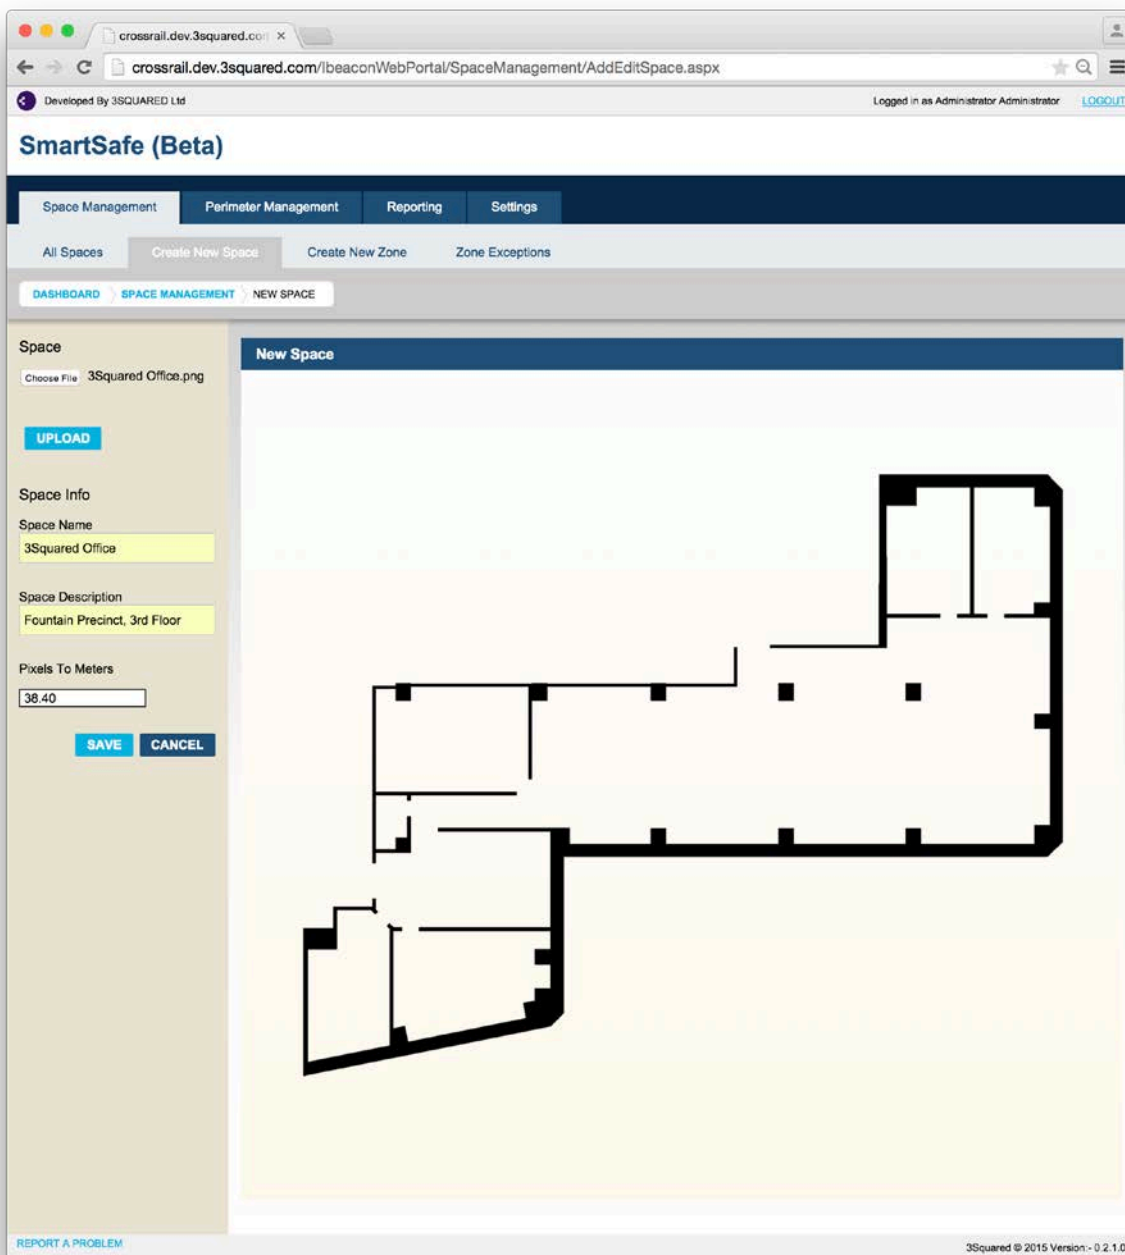 crossrail.dev.3squared.con
crossrail.dev.3squared.com/IbeaconWebPortal/SpaceManagement/AddEditSpace.aspx
Developed By 3SQUARED Ltd
Logged in as Administrator Administrator LOGOUT
SmartSafe (Beta)
Space Management Perimeter Management Reporting Settings
All Spaces Create New Space Create New Zone Zone Exceptions
DASHBOARD SPACE MANAGEMENT NEW SPACE
Space
Choose File 3Squared Office.png
UPLOAD
Space Info
Space Name
3Squared Office
Space Description
Fountain Precinct, 3rd Floor
Pixels To Meters
38.40
SAVE CANCEL
New Space
REPORT A PROBLEM
3Squared © 2015 Version:- 0.2.1.0